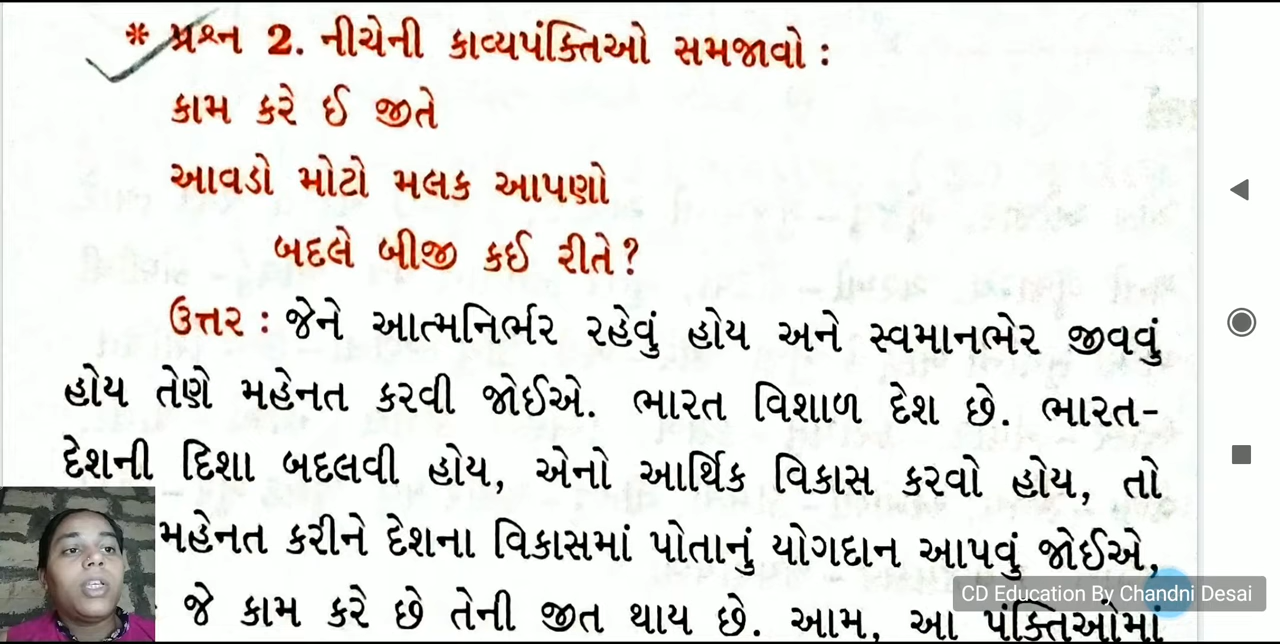 * પ્રશ્ન 2. નીચેની કાવ્યપંક્તિઓ સમજાવો :
કામ કરે ઈ જીતે
આવડો મોટો મલક આપણો
બદલે બીજી કઈ રીતે?
ઉત્તર : જેને આત્મનિર્ભર રહેવું હોય અને સ્વમાનભેર જીવવું
હોય તેણે મહેનત કરવી જોઈએ. ભારત વિશાળ દેશ છે. ભારત-
દેશની દિશા બદલવી હોય, એનો આર્થિક વિકાસ કરવો હોય, તો
મહેનત કરીને દેશના વિકાસમાં પોતાનું યોગદાન આપવું જોઈએ,
જે કામ કરે છે તેની જીત થાય છે. આમ, આ પંક્તિઓમાં
CD Education By Chandni Desai